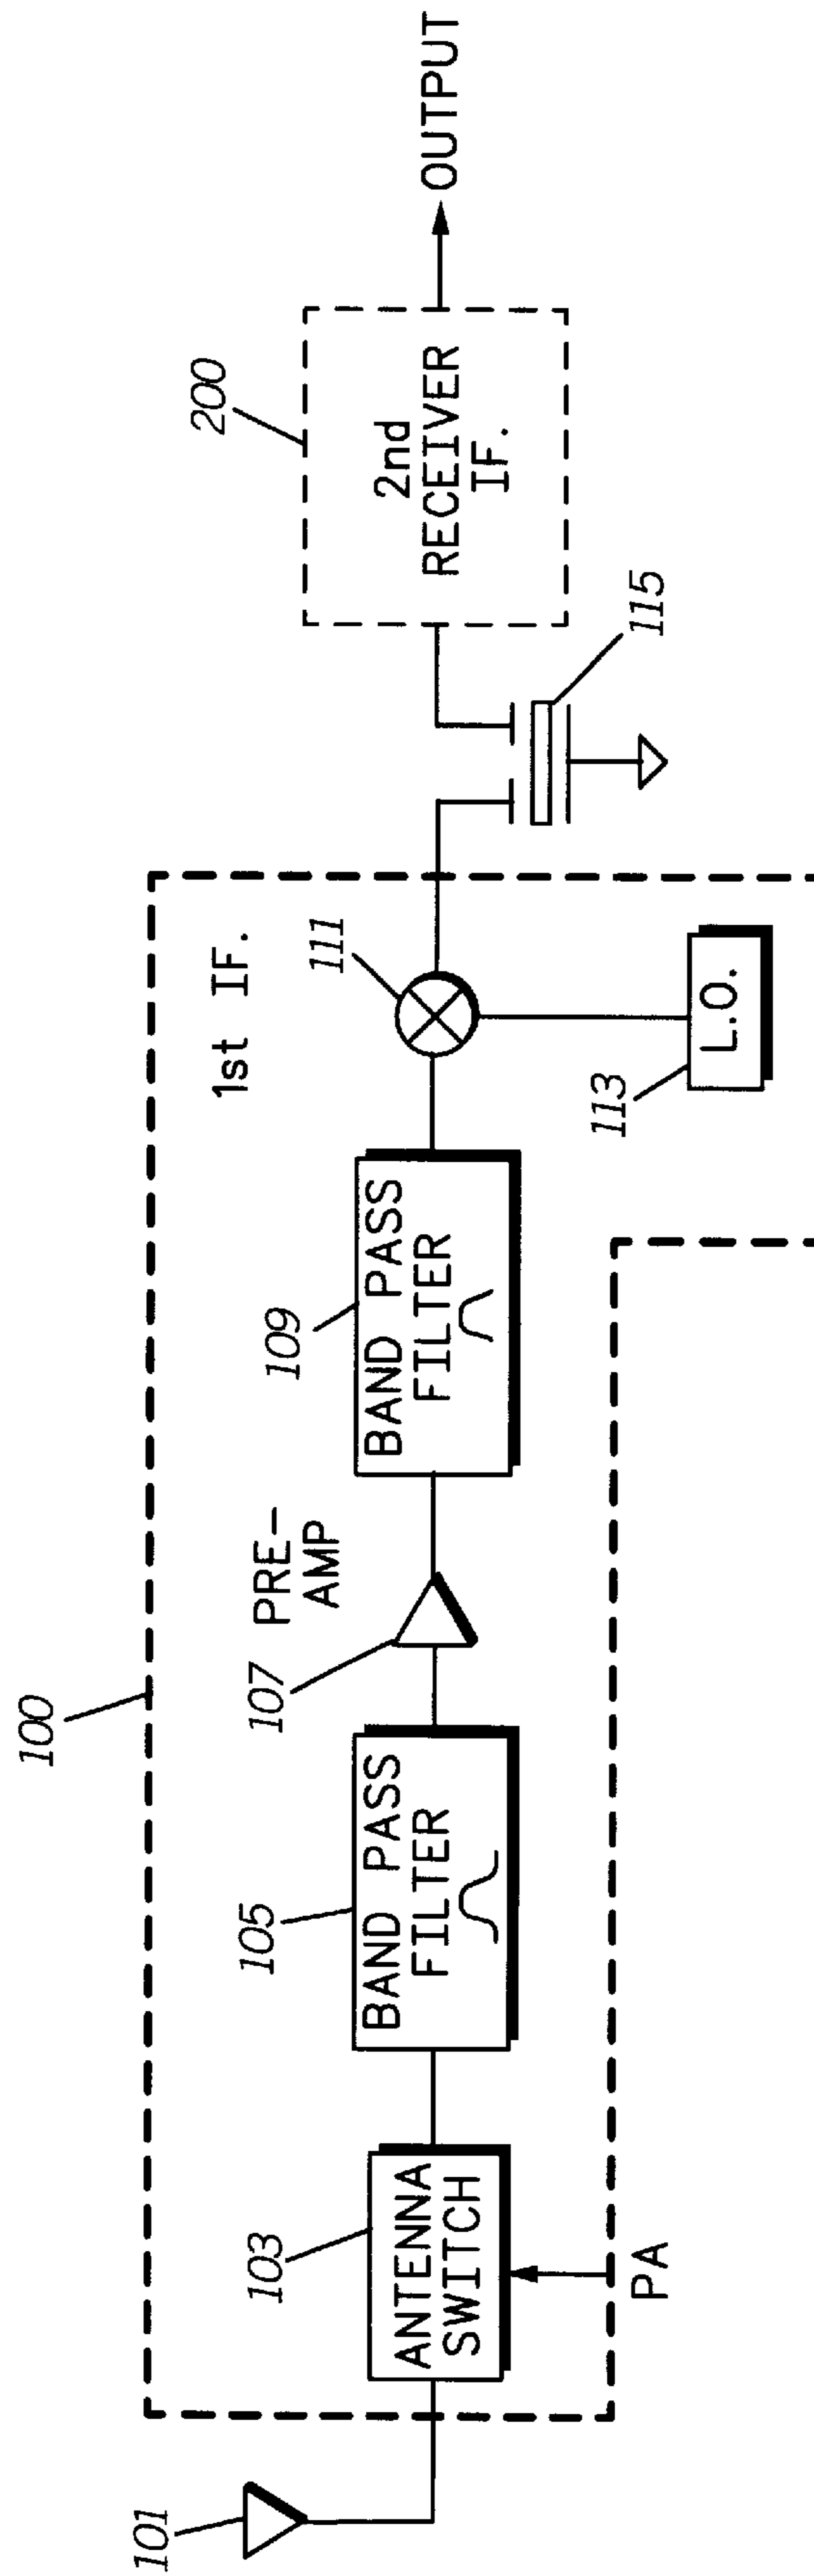 100
1st IF.
200
2nd
RECEIVER
IF.
OUTPUT
101
103
ANTENNA
SWITCH
PA
105
BAND PASS
FILTER
107
PRE-
AMP
109
BAND PASS
FILTER
111
113
L.O.
115